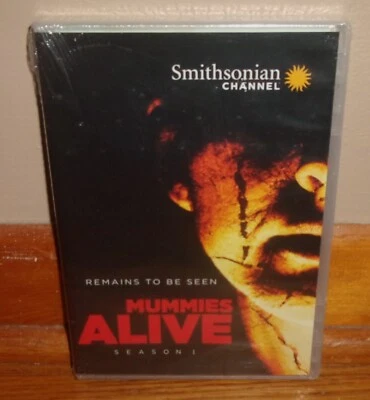 Smithsonian
CHANNEL
REMAINS TO BE SEEN
MUMMIES
ALIVE
SEASON 1